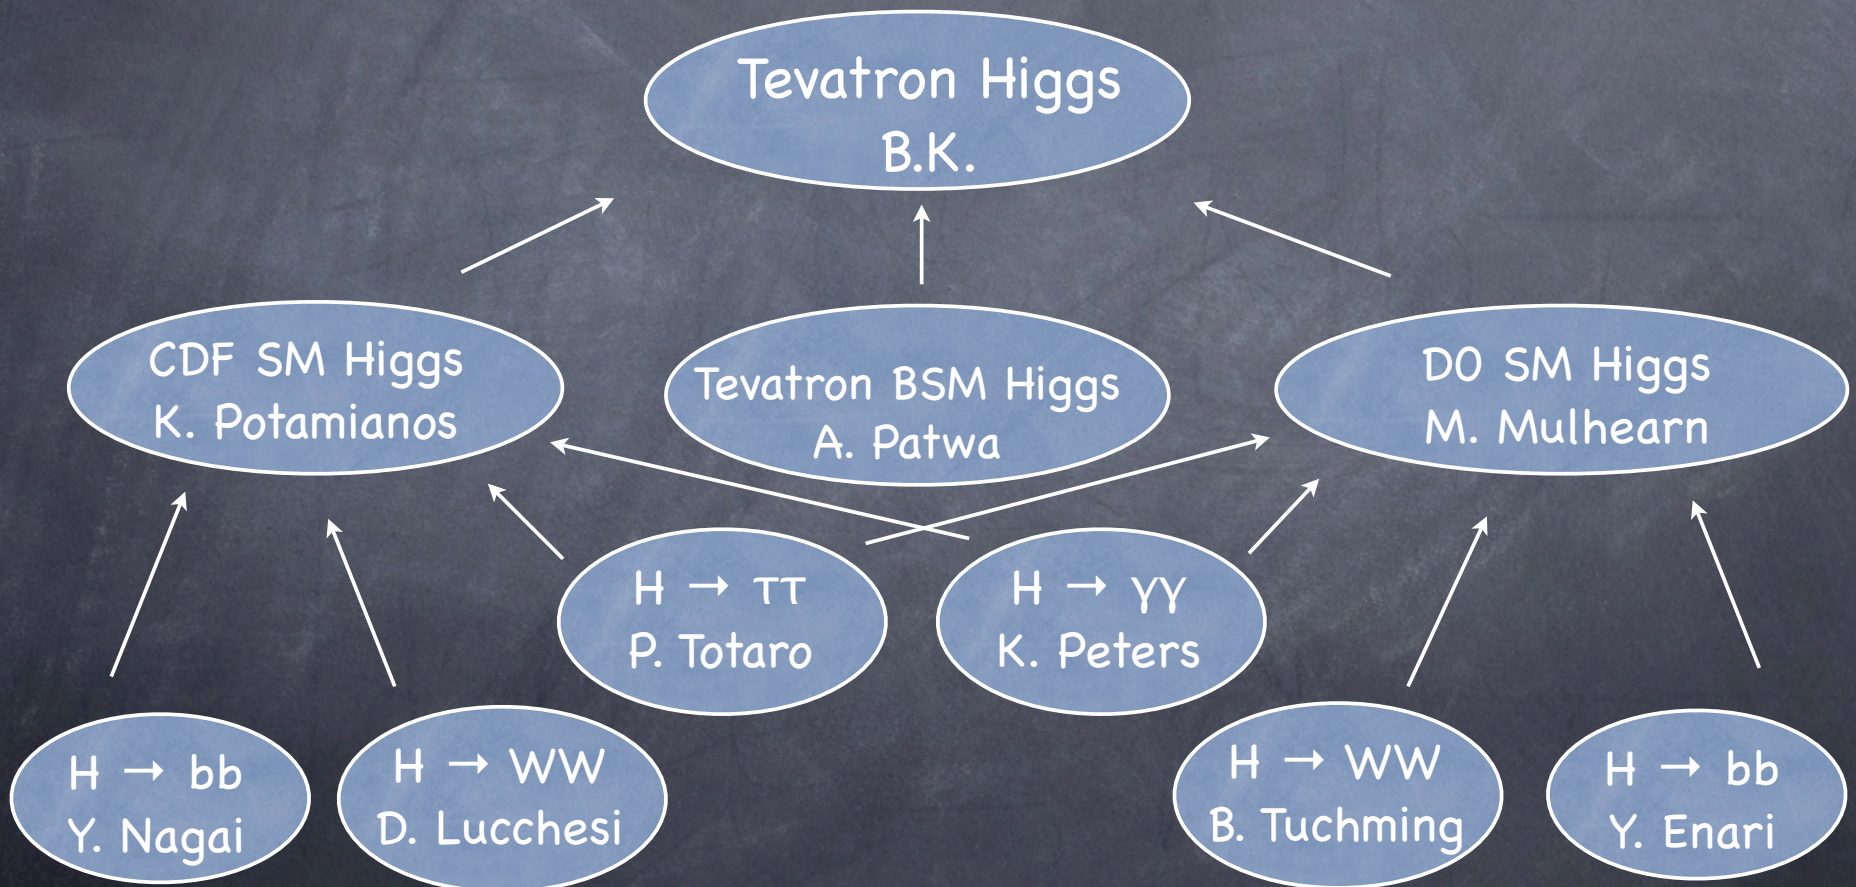 Tevatron Higgs
B.K.
CDF SM Higgs
K. Potamianos
Tevatron BSM Higgs
A. Patwa
D0 SM Higgs
M. Mulhearn
H → ττ
P. Totaro
H → γγ
K. Peters
H → bb
Y. Nagai
H → WW
D. Lucchesi
H → WW
B. Tuchming
H → bb
Y. Enari